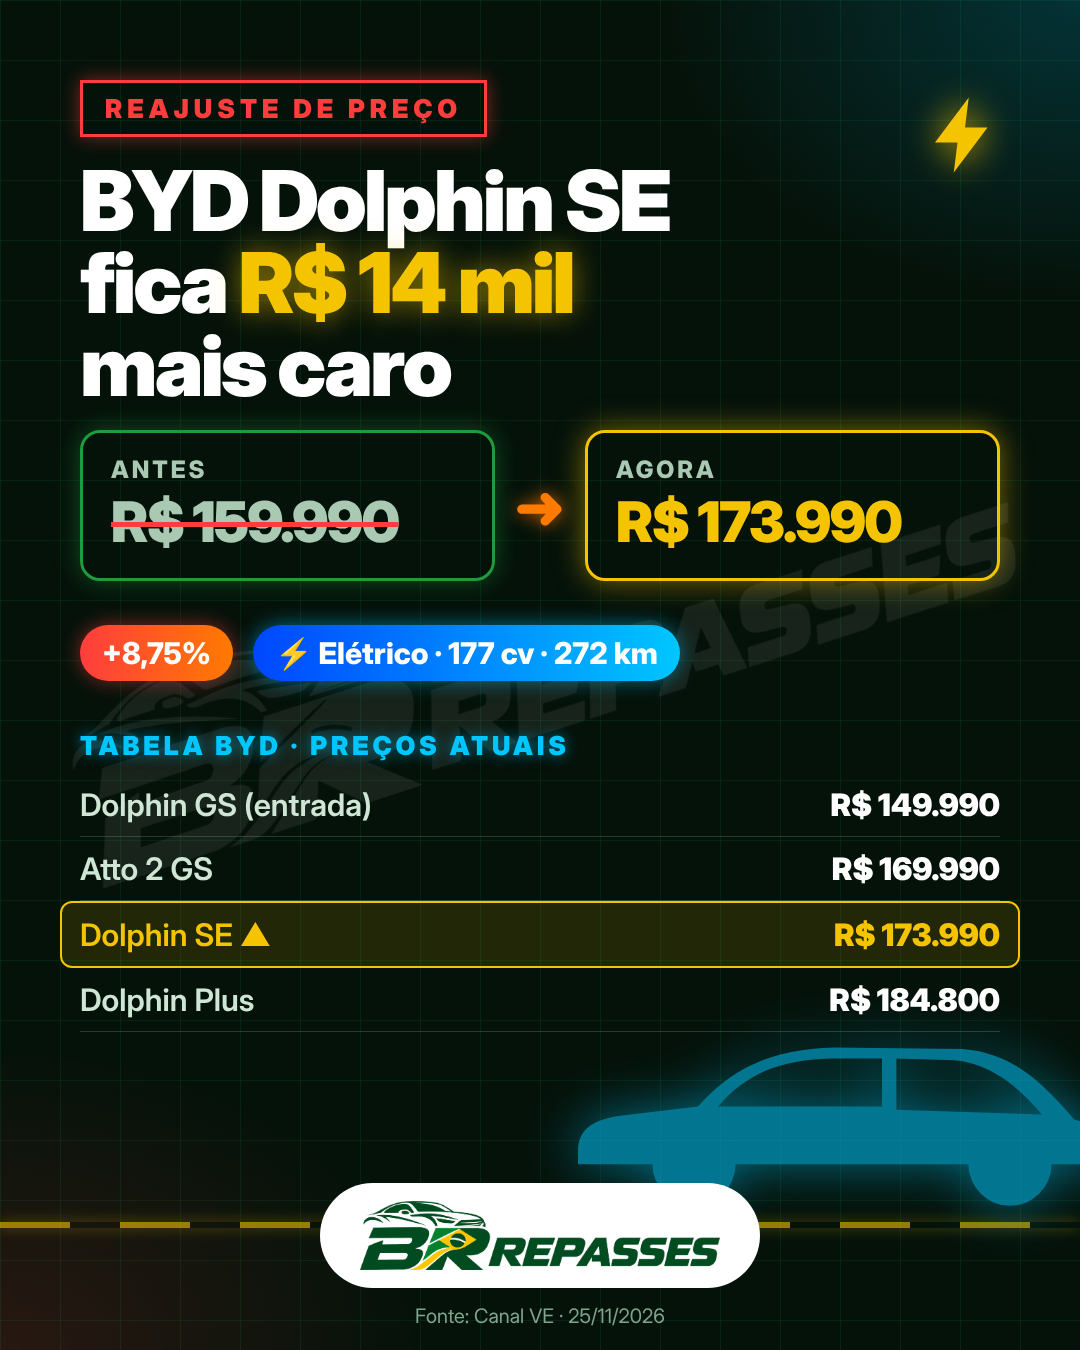 REAJUSTE DE PREÇO
BYD Dolphin SE
fica R$ 14 mil
mais caro
ANTES
R$ 159.990
➜
AGORA
R$ 173.990
+8,75%
⚡ Elétrico · 177 cv · 272 km
BR REPASSES
TABELA BYD · PREÇOS ATUAIS
Dolphin GS (entrada) R$ 149.990
Atto 2 GS R$ 169.990
Dolphin SE ▲ R$ 173.990
Dolphin Plus R$ 184.800
BR REPASSES
Fonte: Canal VE · 25/11/2026